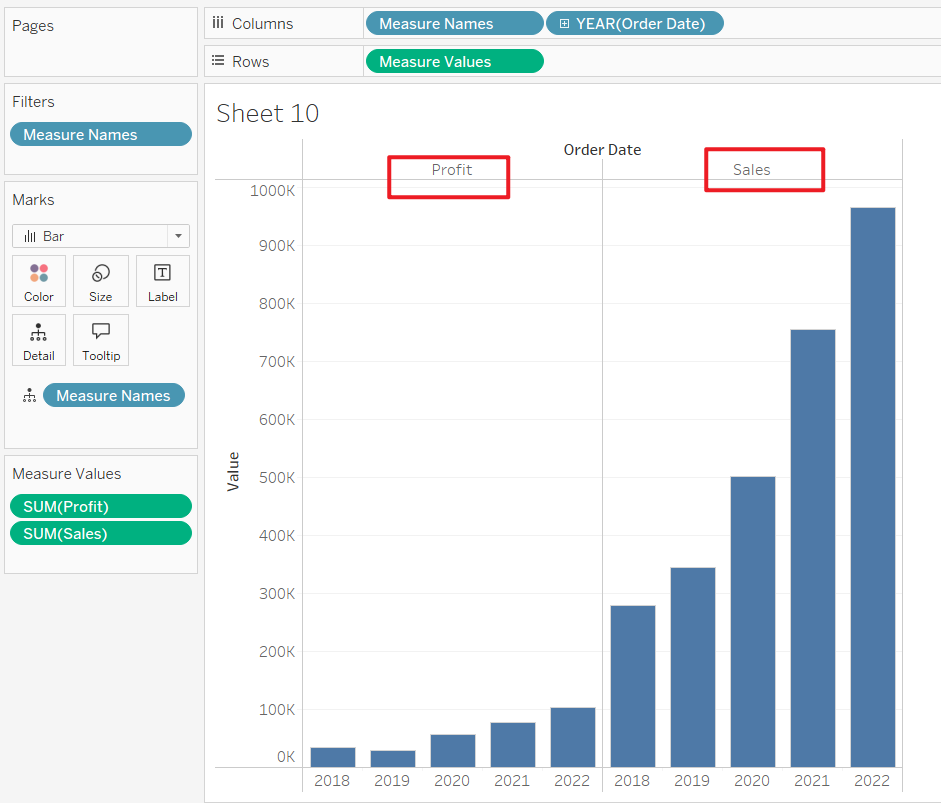 Pages
Columns
Measure Names
YEAR(Order Date)
Rows
Measure Values
Filters
Measure Names
Marks
Bar
Color
Size
Label
Detail
Tooltip
Measure Names
Measure Values
SUM(Profit)
SUM(Sales)
Sheet 10
Order Date
Profit
Sales
1000K
900K
800K
700K
600K
500K
400K
300K
200K
100K
0K
Value
2018 2019 2020 2021 2022 2018 2019 2020 2021 2022